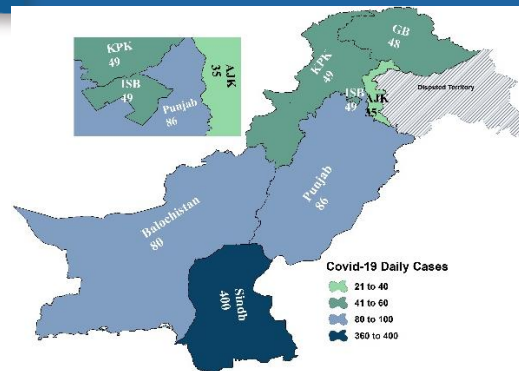 KPK
49
ISB
49
Punjab
86
AJK
35
GB
48
KPK
49
ISB
49
AJK
35
Disputed Territory
Punjab
86
Balochistan
80
Sindh
400
Covid-19 Daily Cases
21 to 40
41 to 60
80 to 100
360 to 400